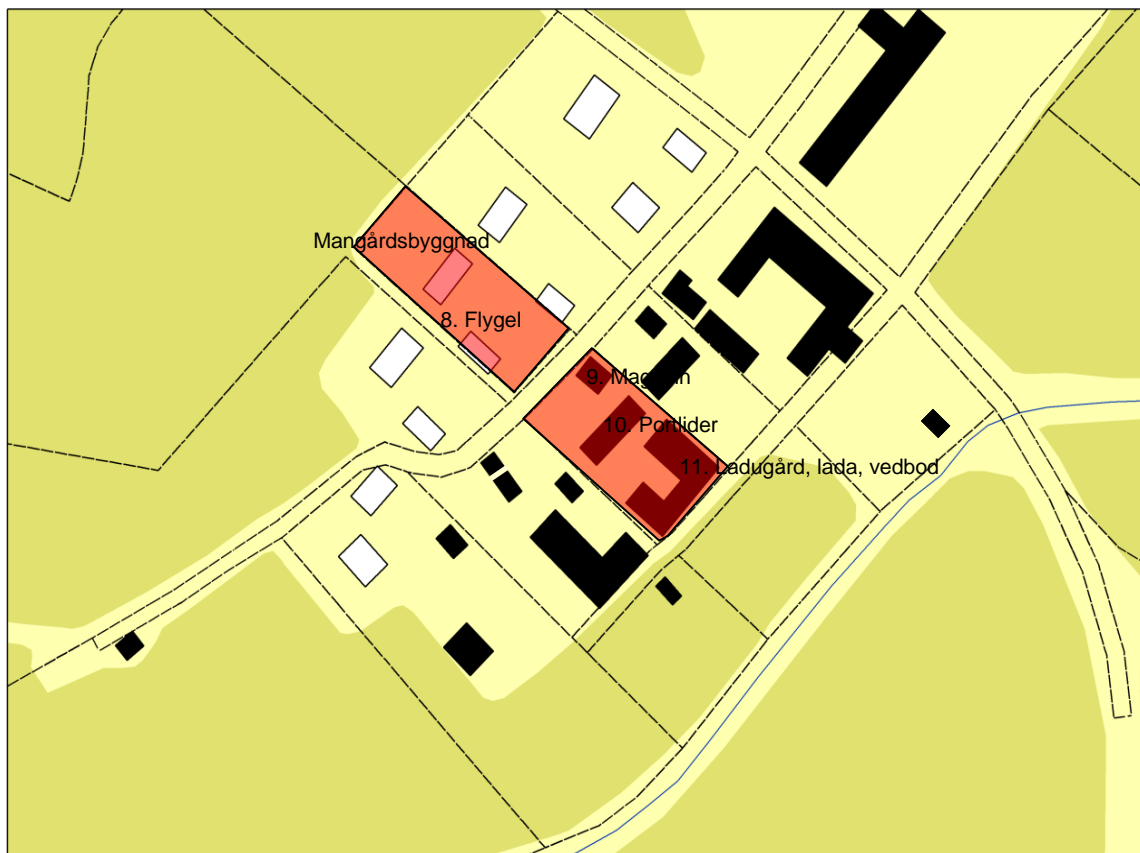 Mangårdsbyggnad
8. Flygel
9. Magasin
10. Portlider
11. Ladugård, lada, vedbod